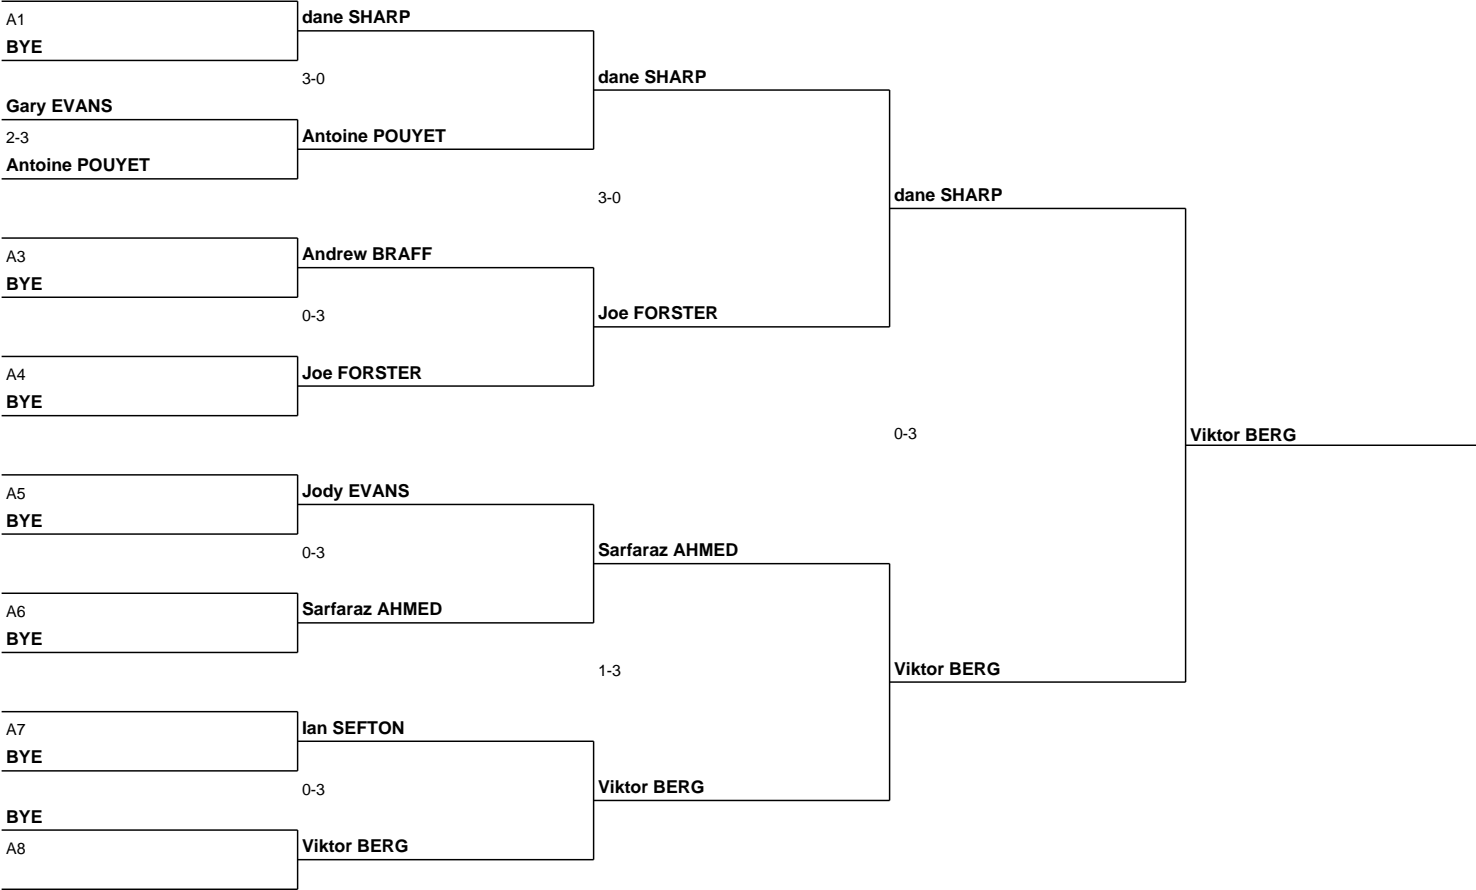 A1
BYE
dane SHARP
3-0
Gary EVANS
2-3
Antoine POUYET
Antoine POUYET
dane SHARP
3-0
A3
BYE
Andrew BRAFF
0-3
A4
BYE
Joe FORSTER
Joe FORSTER
dane SHARP
0-3
A5
BYE
Jody EVANS
0-3
A6
BYE
Sarfaraz AHMED
Sarfaraz AHMED
1-3
A7
BYE
Ian SEFTON
0-3
BYE
A8
Viktor BERG
Viktor BERG
Viktor BERG
Viktor BERG